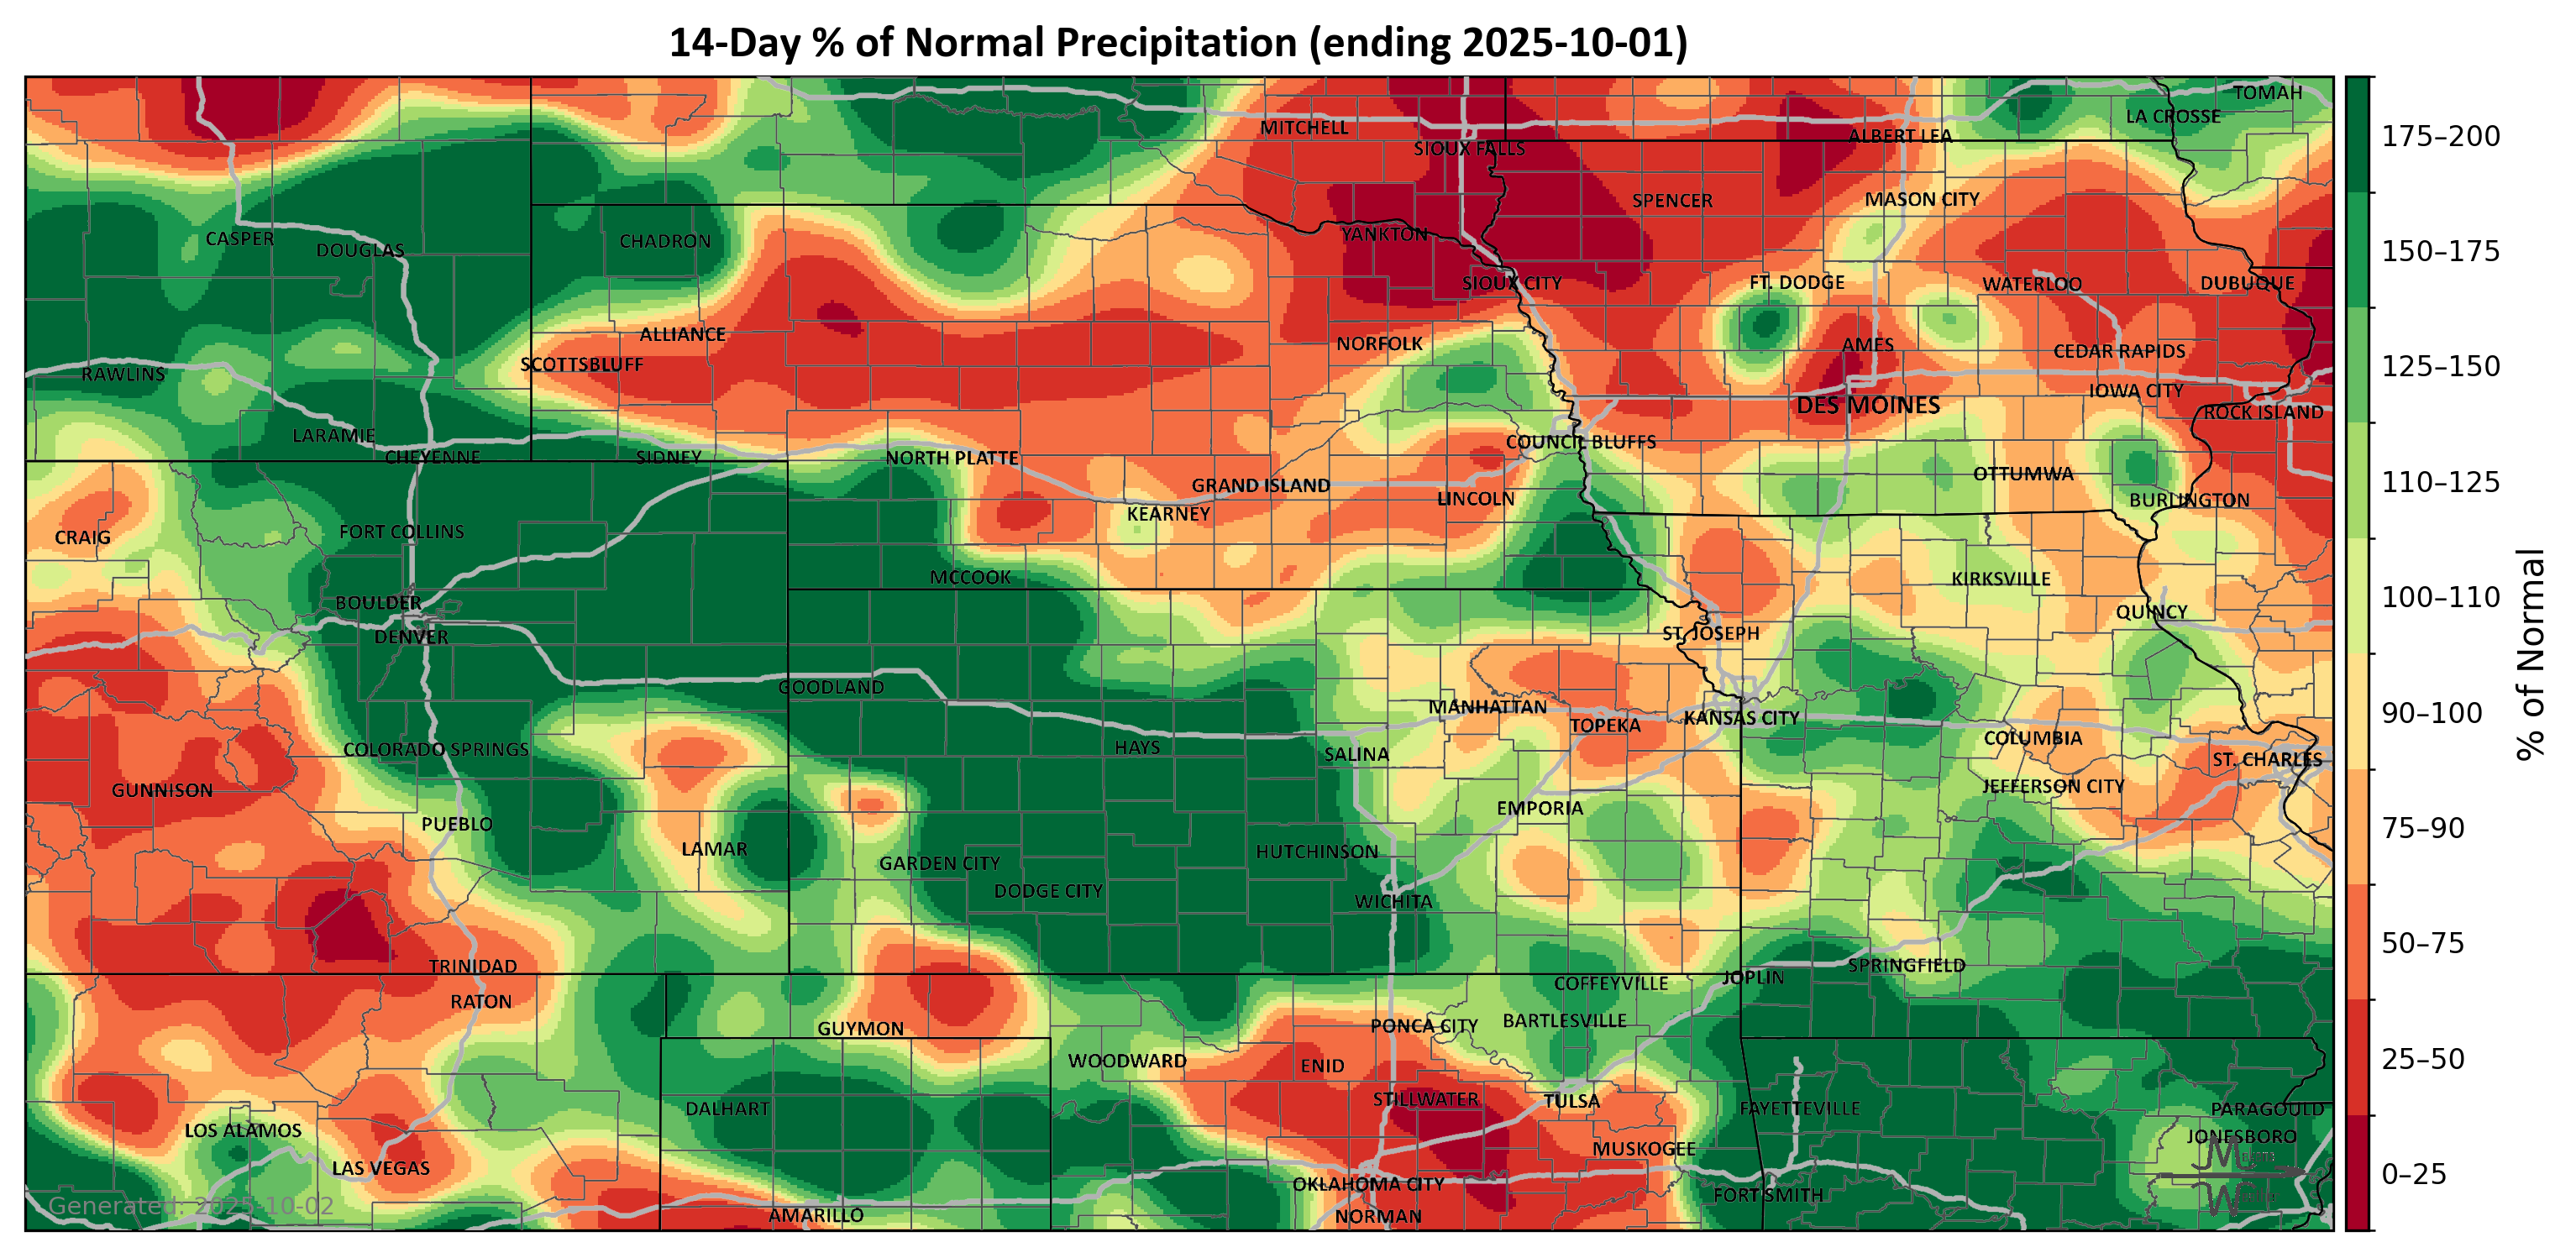 14-Day % of Normal Precipitation (ending 2025-10-01)
TOMAH
LA CROSSE
MITCHELL
ALBERT LEA
SIOUX FALLS
SPENCER
MASON CITY
YANKTON
CASPER
CHADRON
DOUGLAS
SIOUX CITY
FT. DODGE
WATERLOO
DUBUQUE
ALLIANCE
NORFOLK
AMES
CEDAR RAPIDS
SCOTTSBLUFF
RAWLINS
IOWA CITY
DES MOINES
ROCK ISLAND
LARAMIE
COUNCIL BLUFFS
CHEYENNE
SIDNEY
NORTH PLATTE
OTTUMWA
GRAND ISLAND
LINCOLN
BURLINGTON
KEARNEY
FORT COLLINS
CRAIG
MCCOOK
KIRKSVILLE
BOULDER
QUINCY
DENVER
ST. JOSEPH
GOODLAND
MANHATTAN
KANSAS CITY
TOPEKA
COLUMBIA
COLORADO SPRINGS
HAYS
SALINA
ST. CHARLES
GUNNISON
JEFFERSON CITY
EMPORIA
PUEBLO
LAMAR
HUTCHINSON
GARDEN CITY
DODGE CITY
WICHITA
TRINIDAD
SPRINGFIELD
JOPLIN
COFFEYVILLE
RATON
BARTLESVILLE
PONCA CITY
GUYMON
WOODWARD
ENID
STILLWATER
TULSA
DALHART
FAYETTEVILLE
PARAGOULD
LOS ALAMOS
JONESBORO
MUSKOGEE
LAS VEGAS
OKLAHOMA CITY
FORT SMITH
AMARILLO
NORMAN
Generated: 2025-10-02
175–200
150–175
125–150
110–125
100–110
90–100
75–90
50–75
25–50
0–25
% of Normal